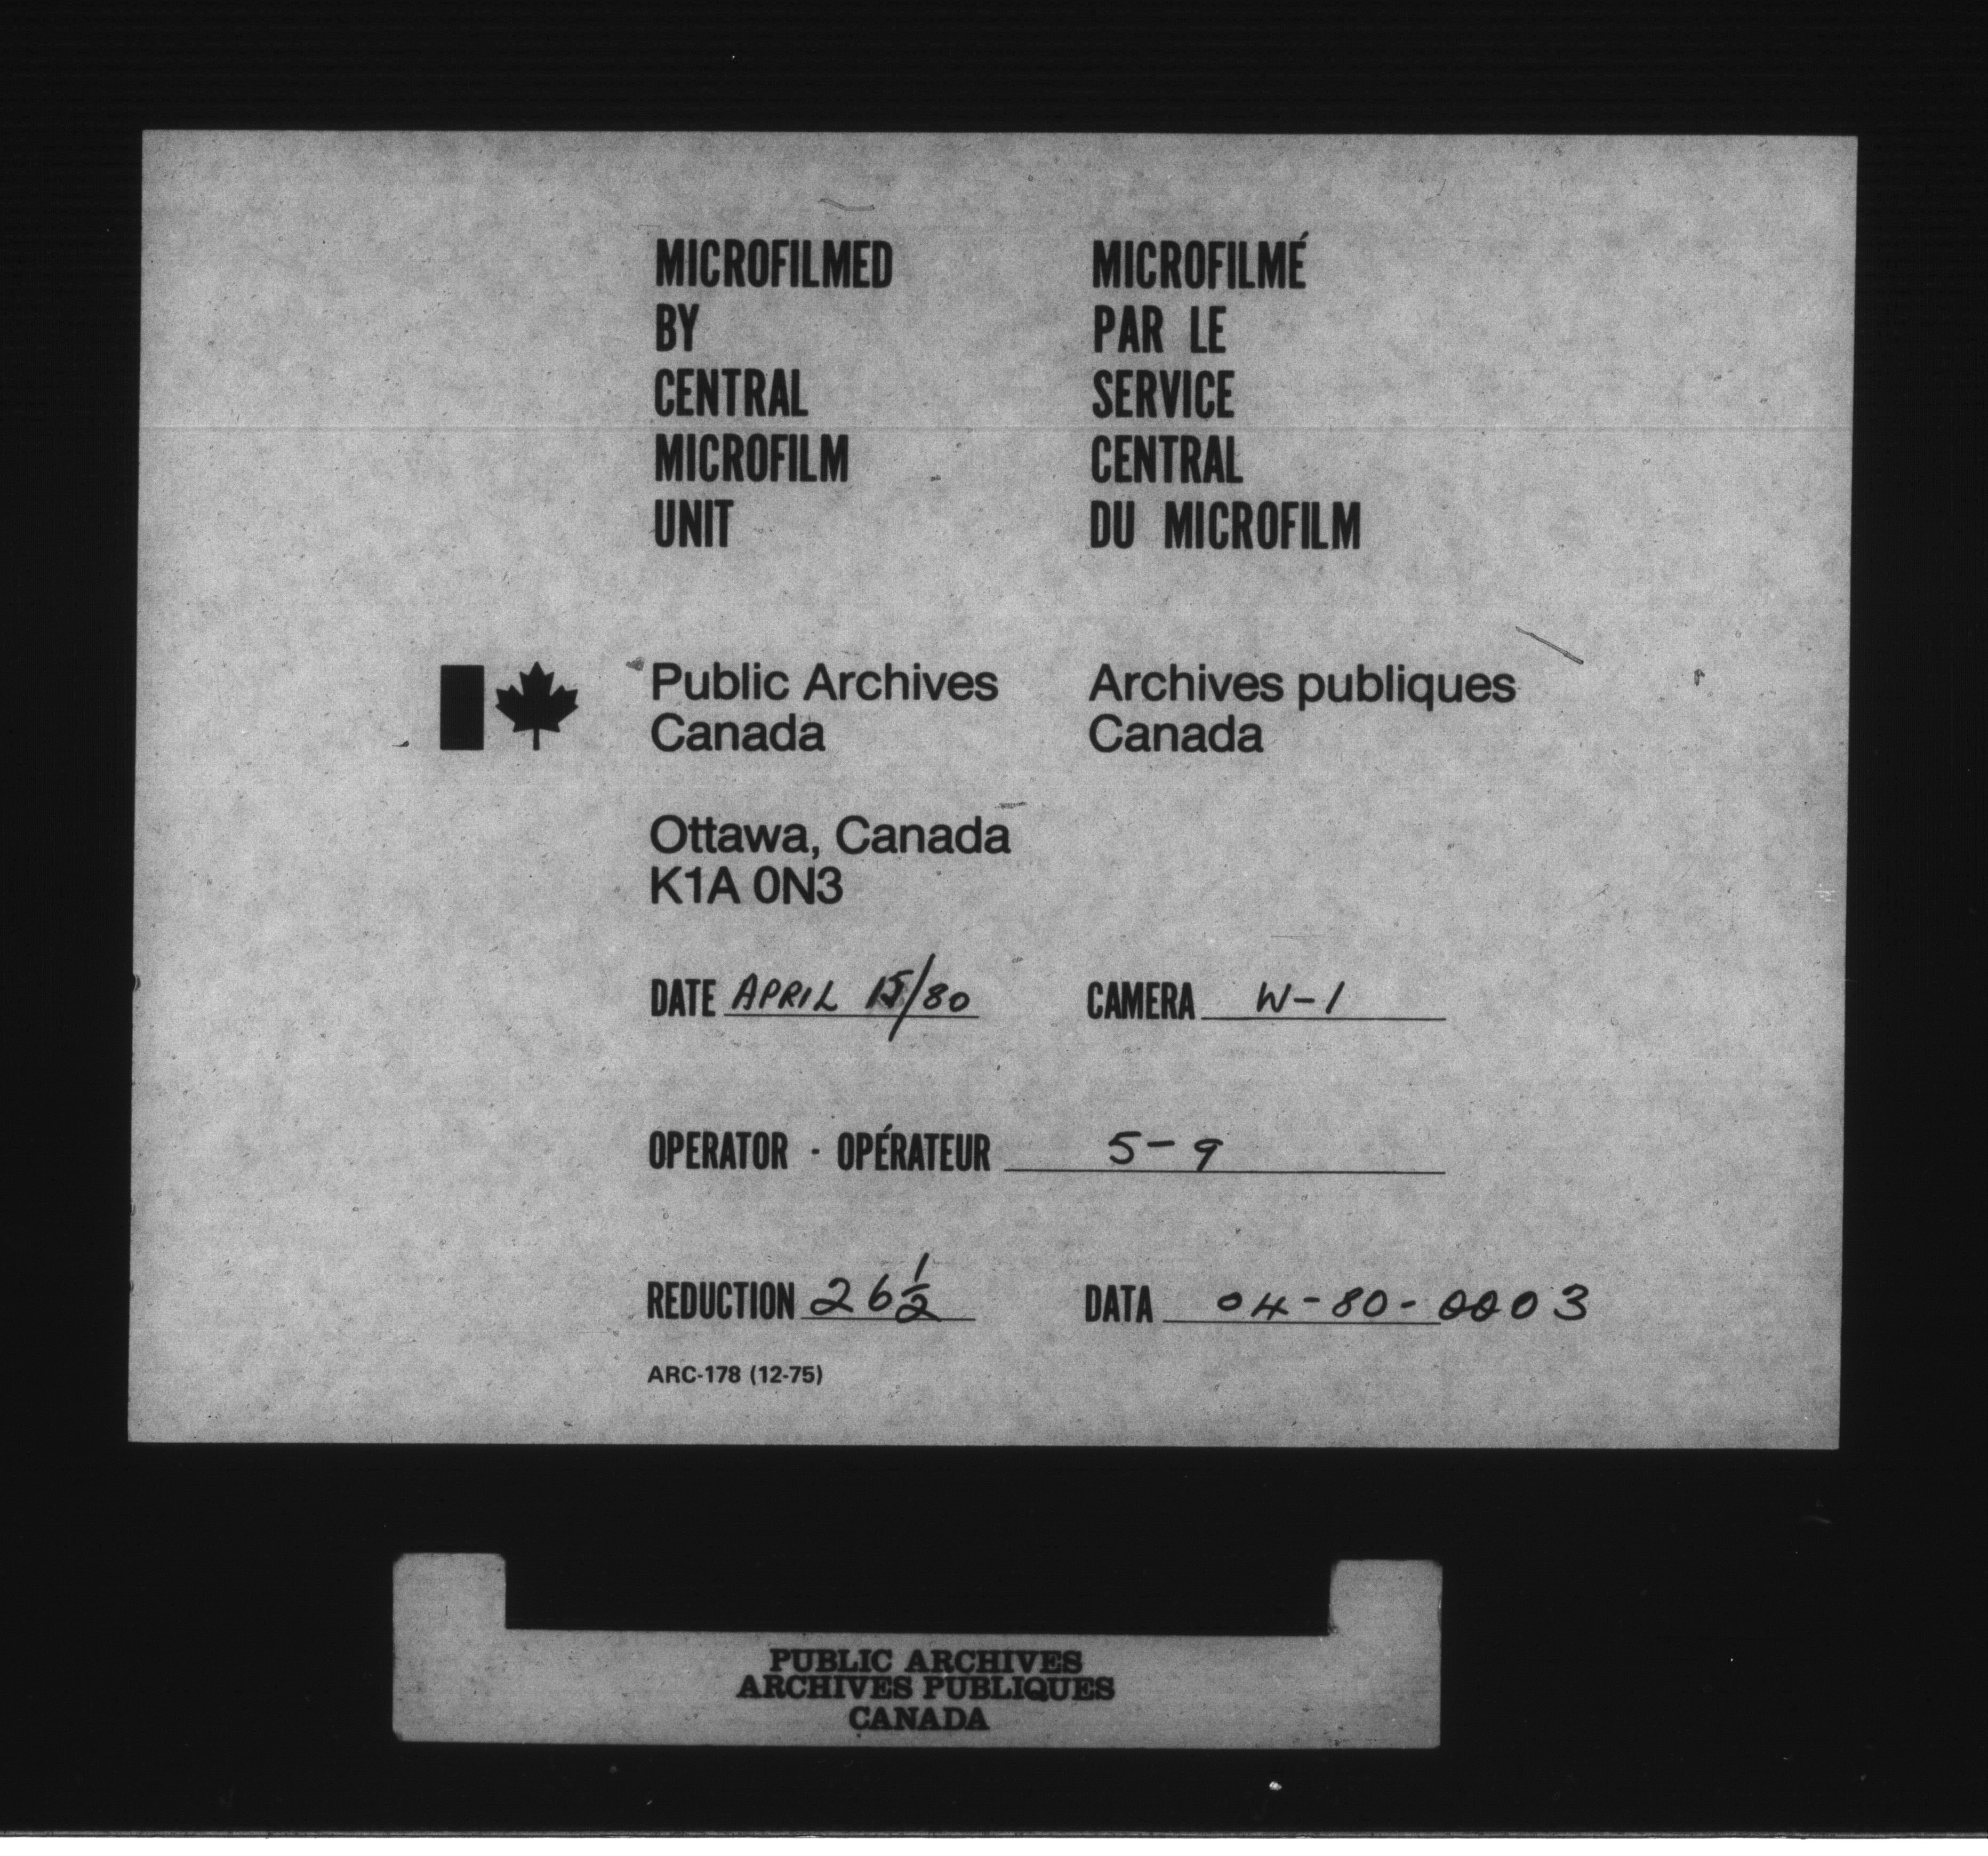 MICROFILMED
BY
CENTRAL
MICROFILM
UNIT
MICROFILMÉ
PAR LE
SERVICE
CENTRAL
DU MICROFILM
Public Archives
Canada
Archives publiques
Canada
Ottawa, Canada
K1A 0N3
DATE APRIL 15/80
CAMERA W-1
OPERATOR - OPÉRATEUR 5-9
REDUCTION 26 1/2
DATA 04-80-0003
ARC-178 (12-75)
PUBLIC ARCHIVES
ARCHIVES PUBLIQUES
CANADA